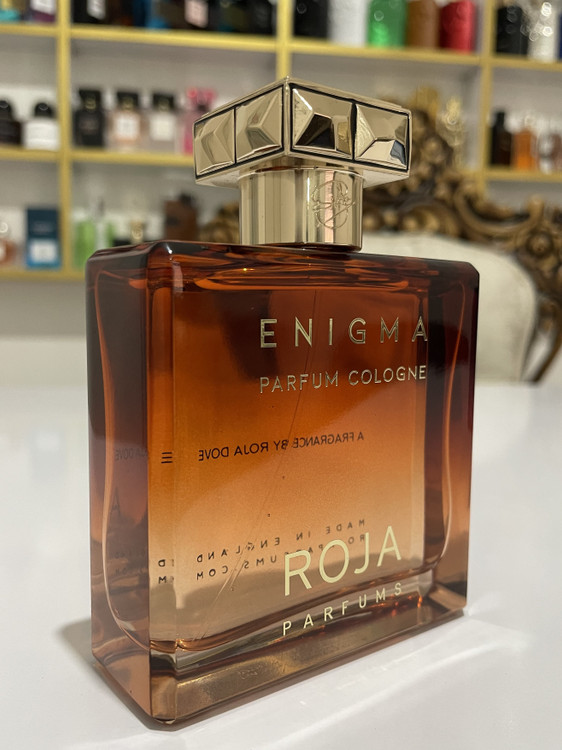 ENIGMA
PARFUM COLOGNE
A FRAGRANCE BY ROJA DOVE
MADE IN ENGLAND
ROJA
PARFUMS